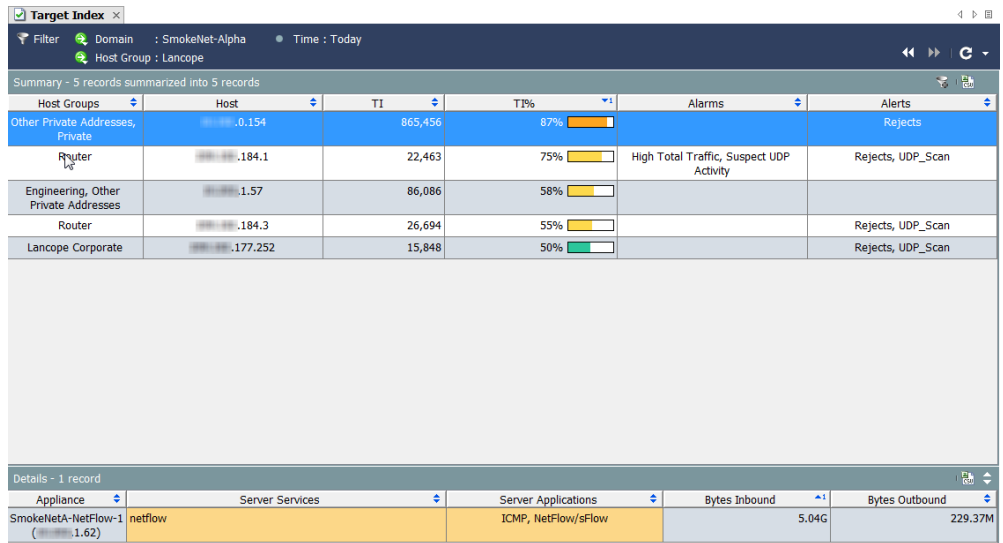 Target Index
Filter Domain : SmokeNet-Alpha Time : Today
Host Group : Lancope
Summary - 5 records summarized into 5 records
Host Groups Host TI TI% 1 Alarms Alerts
Other Private Addresses, .0.154 865,456 87% Rejects
Private
Router .184.1 22,463 75% High Total Traffic, Suspect UDP Rejects, UDP_Scan
Activity
Engineering, Other .1.57 86,086 58%
Private Addresses
Router .184.3 26,694 55% Rejects, UDP_Scan
Lancope Corporate .177.252 15,848 50% Rejects, UDP_Scan
Details - 1 record
Appliance Server Services Server Applications Bytes Inbound 1 Bytes Outbound
SmokeNetA-NetFlow-1 netflow ICMP, NetFlow/sFlow 5.04G 229.37M
( .1.62)